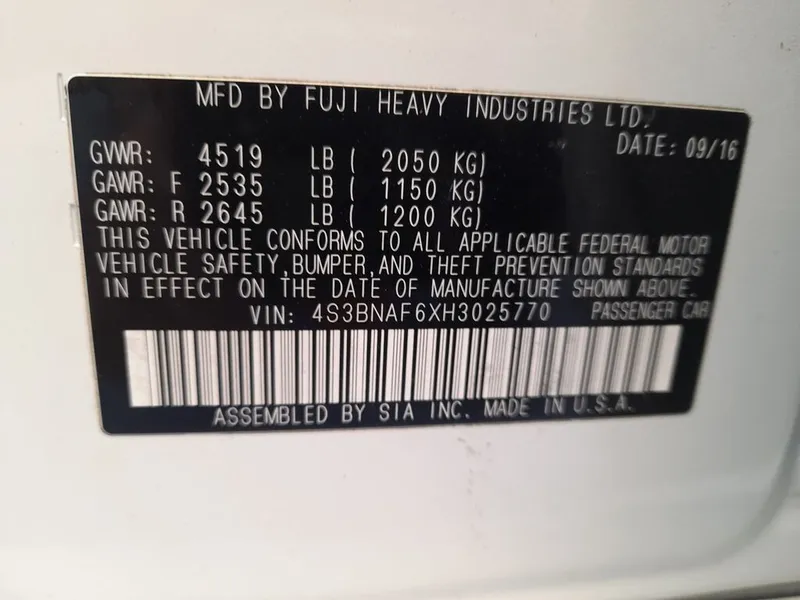 MFD BY FUJI HEAVY INDUSTRIES LTD.
DATE: 09/16
GVWR: 4519 LB ( 2050 KG)
GAWR: F 2535 LB ( 1150 KG)
GAWR: R 2645 LB ( 1200 KG)
THIS VEHICLE CONFORMS TO ALL APPLICABLE FEDERAL MOTOR
VEHICLE SAFETY, BUMPER, AND THEFT PREVENTION STANDARDS
IN EFFECT ON THE DATE OF MANUFACTURE SHOWN ABOVE.
VIN: 4S3BNAF6XH3025770 PASSENGER CAR
ASSEMBLED BY SIA INC. MADE IN U.S.A.